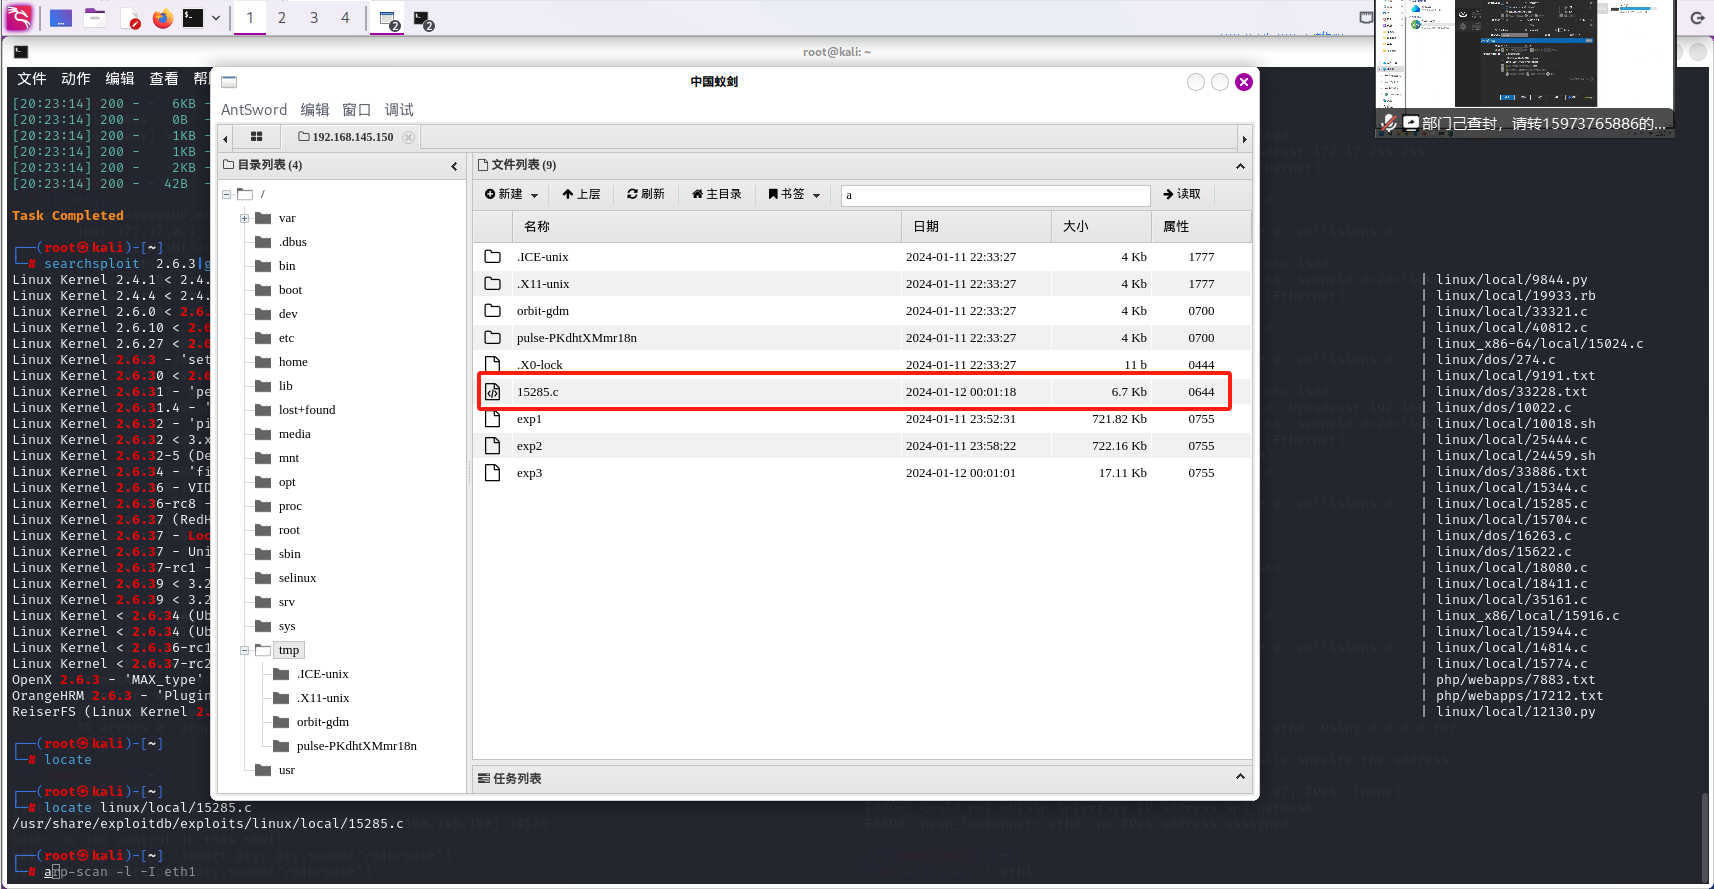 1 2 3 4
2
2
root@kali: ~
部门已查封，请转15973765886的...
文件 动作 编辑 查看 帮
[20:23:14] 200 - 6KB -
[20:23:14] 200 - 0B -
[20:23:14] 200 - 1KB -
[20:23:14] 200 - 1KB -
[20:23:14] 200 - 2KB -
[20:23:14] 200 - 42B -
Task Completed
┌──(root㉿kali)-[~]
└─# searchsploit 2.6.3|g
Linux Kernel 2.4.1 < 2.4.
Linux Kernel 2.4.4 < 2.4.
Linux Kernel 2.6.0 < 2.6.
Linux Kernel 2.6.10 < 2.6
Linux Kernel 2.6.27 < 2.6
Linux Kernel 2.6.3 - 'set
Linux Kernel 2.6.30 < 2.6
Linux Kernel 2.6.31 - 'pe
Linux Kernel 2.6.31.4 - '
Linux Kernel 2.6.32 - 'pi
Linux Kernel 2.6.32 < 3.x
Linux Kernel 2.6.32-5 (De
Linux Kernel 2.6.34 - 'fi
Linux Kernel 2.6.36 - VID
Linux Kernel 2.6.36-rc8 -
Linux Kernel 2.6.37 (RedH
Linux Kernel 2.6.37 - Loc
Linux Kernel 2.6.37 - Uni
Linux Kernel 2.6.37-rc1 -
Linux Kernel 2.6.39 < 3.2
Linux Kernel 2.6.39 < 3.2
Linux Kernel < 2.6.34 (Ub
Linux Kernel < 2.6.34 (Ub
Linux Kernel < 2.6.36-rc1
Linux Kernel < 2.6.37-rc2
OpenX 2.6.3 - 'MAX_type'
OrangeHRM 2.6.3 - 'Plugin
ReiserFS (Linux Kernel 2.
┌──(root㉿kali)-[~]
└─# locate
┌──(root㉿kali)-[~]
└─# locate linux/local/15285.c
/usr/share/exploitdb/exploits/linux/local/15285.c
┌──(root㉿kali)-[~]
└─# arp-scan -l -I eth1
中国蚁剑
AntSword 编辑 窗口 调试
192.168.145.150
目录列表 (4)
/
var
.dbus
bin
boot
dev
etc
home
lib
lost+found
media
mnt
opt
proc
root
sbin
selinux
srv
sys
tmp
.ICE-unix
.X11-unix
orbit-gdm
pulse-PKdhtXMmr18n
usr
文件列表 (9)
新建 上层 刷新 主目录 书签 a 读取
名称 日期 大小 属性
.ICE-unix 2024-01-11 22:33:27 4 Kb 1777
.X11-unix 2024-01-11 22:33:27 4 Kb 1777
orbit-gdm 2024-01-11 22:33:27 4 Kb 0700
pulse-PKdhtXMmr18n 2024-01-11 22:33:27 4 Kb 0700
.X0-lock 2024-01-11 22:33:27 11 b 0444
15285.c 2024-01-12 00:01:18 6.7 Kb 0644
exp1 2024-01-11 23:52:31 721.82 Kb 0755
exp2 2024-01-11 23:58:22 722.16 Kb 0755
exp3 2024-01-12 00:01:01 17.11 Kb 0755
任务列表
| linux/local/9844.py
| linux/local/19933.rb
| linux/local/33321.c
| linux/local/40812.c
| linux_x86-64/local/15024.c
| linux/dos/274.c
| linux/local/9191.txt
| linux/dos/33228.txt
| linux/dos/10022.c
| linux/local/10018.sh
| linux/local/25444.c
| linux/local/24459.sh
| linux/dos/33886.txt
| linux/local/15344.c
| linux/local/15285.c
| linux/local/15704.c
| linux/dos/16263.c
| linux/dos/15622.c
| linux/local/18080.c
| linux/local/18411.c
| linux/local/35161.c
| linux_x86/local/15916.c
| linux/local/15944.c
| linux/local/14814.c
| linux/local/15774.c
| php/webapps/7883.txt
| php/webapps/17212.txt
| linux/local/12130.py